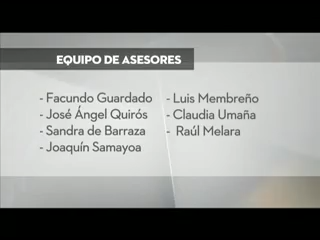 EQUIPO DE ASESORES
- Facundo Guardado
- José Ángel Quirós
- Sandra de Barraza
- Joaquín Samayoa
- Luis Membreño
- Claudia Umaña
- Raúl Melara